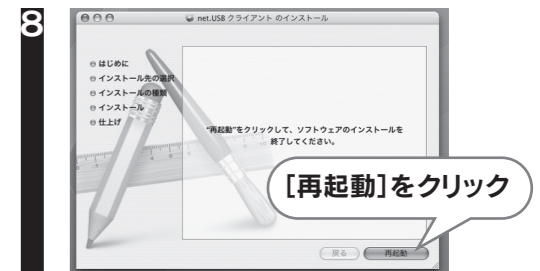 8
net.USB クライアント のインストール
はじめに
インストール先の選択
インストールの種類
インストール
仕上げ
"再起動"をクリックして、ソフトウェアのインストールを
終了してください。
[再起動]をクリック
戻る 再起動